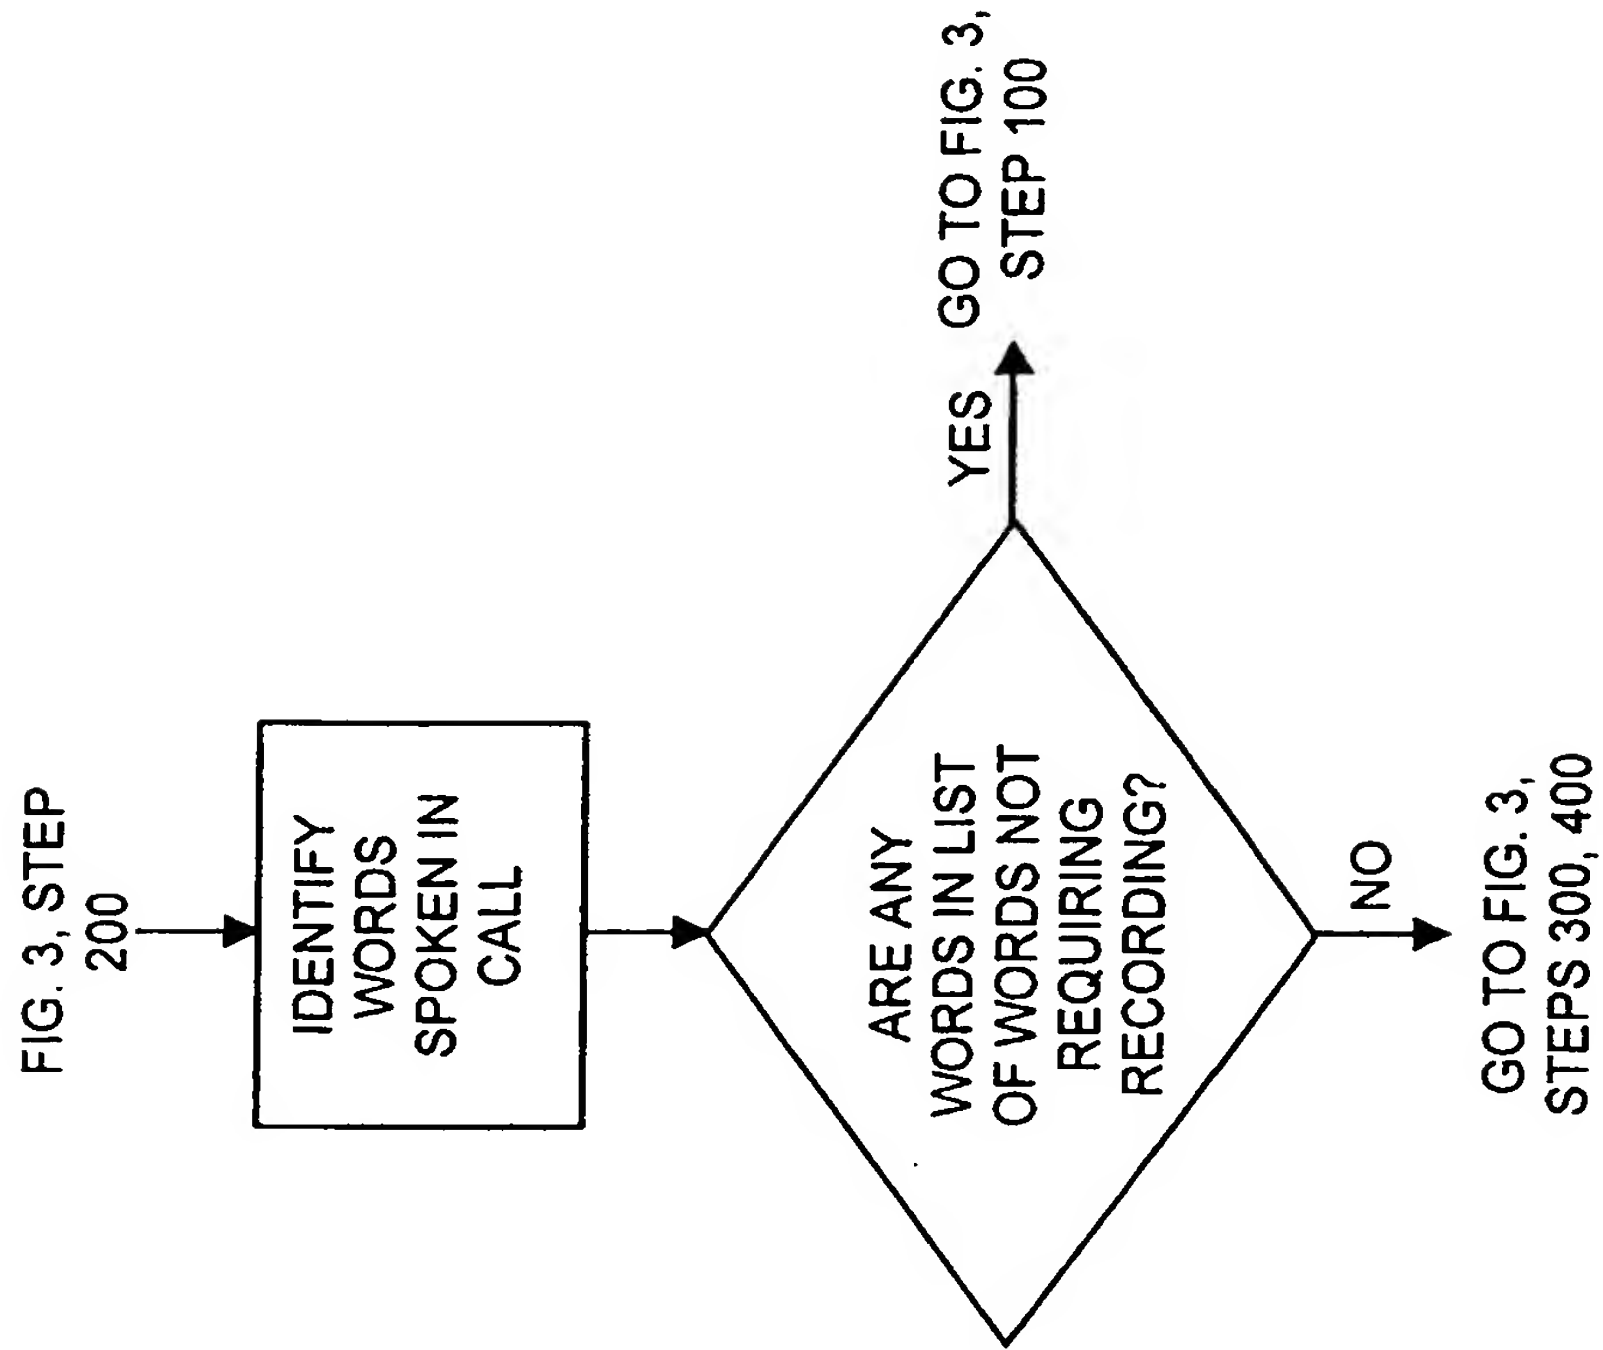 FIG. 3, STEP
200
IDENTIFY
WORDS
SPOKEN IN
CALL
ARE ANY
WORDS IN LIST
OF WORDS NOT
REQUIRING
RECORDING?
YES
GO TO FIG. 3,
STEP 100
NO
GO TO FIG. 3,
STEPS 300, 400